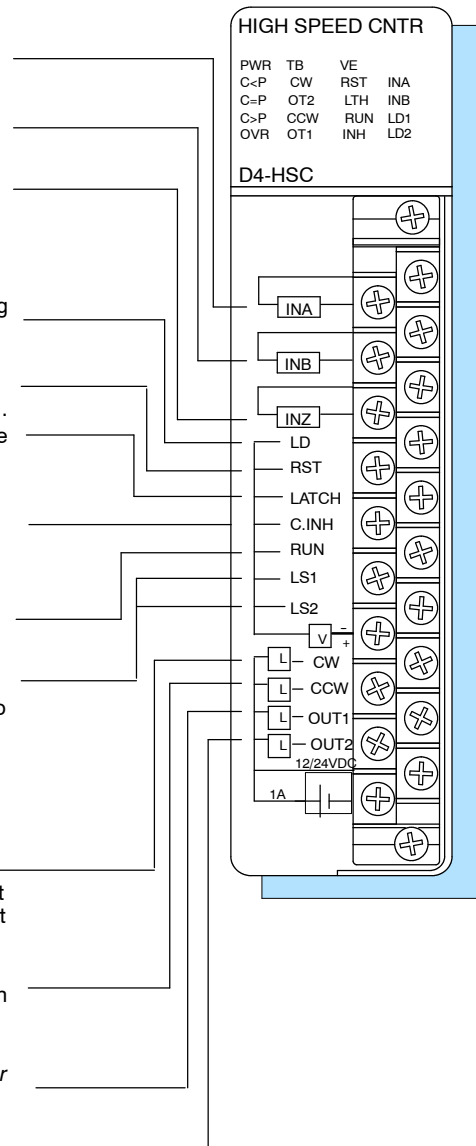 HIGH SPEED CNTR
PWR TB VE
C<P CW RST INA
C=P OT2 LTH INB
C>P CCW RUN LD1
OVR OT1 INH LD2
D4-HSC
INA
g
INB
.
e
INZ
LD
RST
LATCH
C.INH
RUN
LS1
LS2
V - +
L CW
L CCW
L OUT1
L OUT2
12/24VDC
1A
t
t
n
r